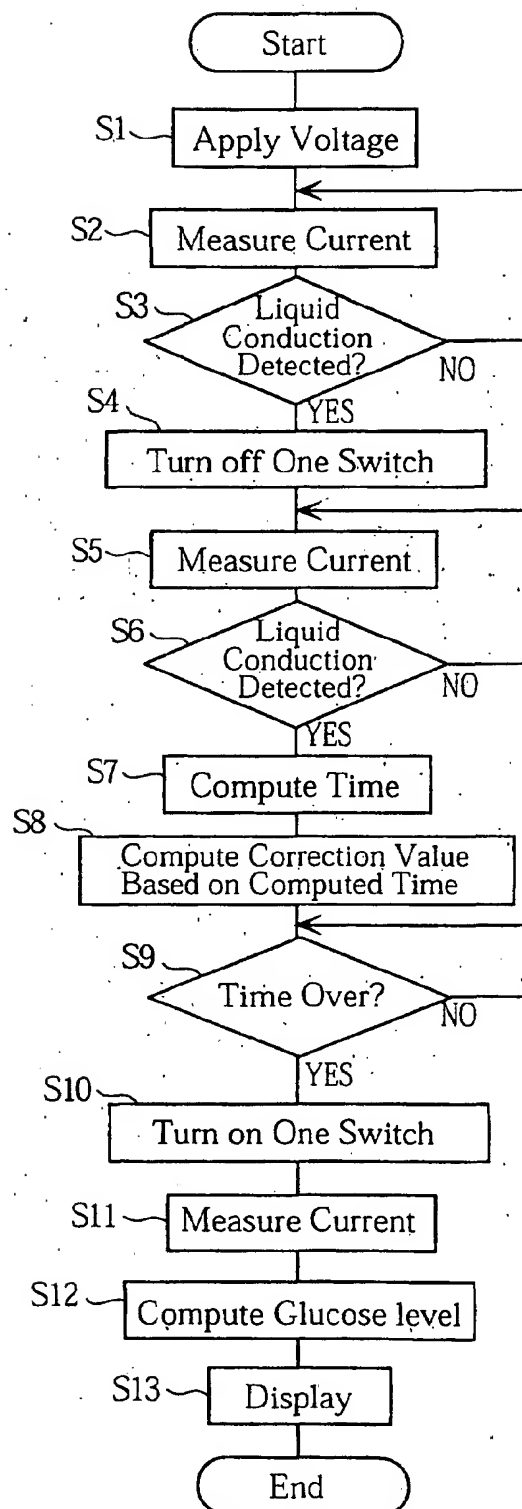 Start
S1
Apply Voltage
S2
Measure Current
S3
Liquid
Conduction
Detected?
NO
YES
S4
Turn off One Switch
S5
Measure Current
S6
Liquid
Conduction
Detected?
NO
YES
S7
Compute Time
S8
Compute Correction Value
Based on Computed Time
S9
Time Over?
NO
YES
S10
Turn on One Switch
S11
Measure Current
S12
Compute Glucose level
S13
Display
End